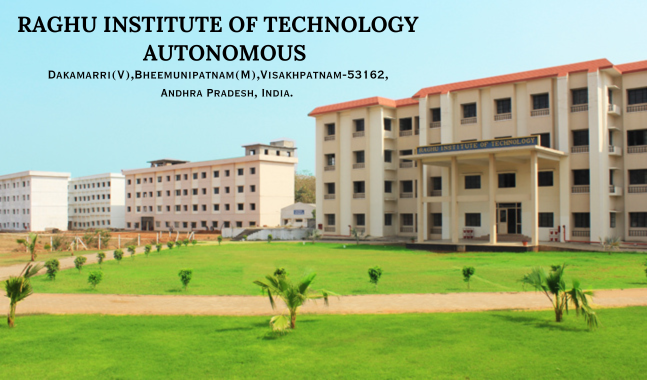 RAGHU INSTITUTE OF TECHNOLOGY
AUTONOMOUS
Dakamarri(V),Bheemunipatnam(M),Visakhpatnam-53162,
Andhra Pradesh, India.
RAGHU INSTITUTE OF TECHNOLOGY